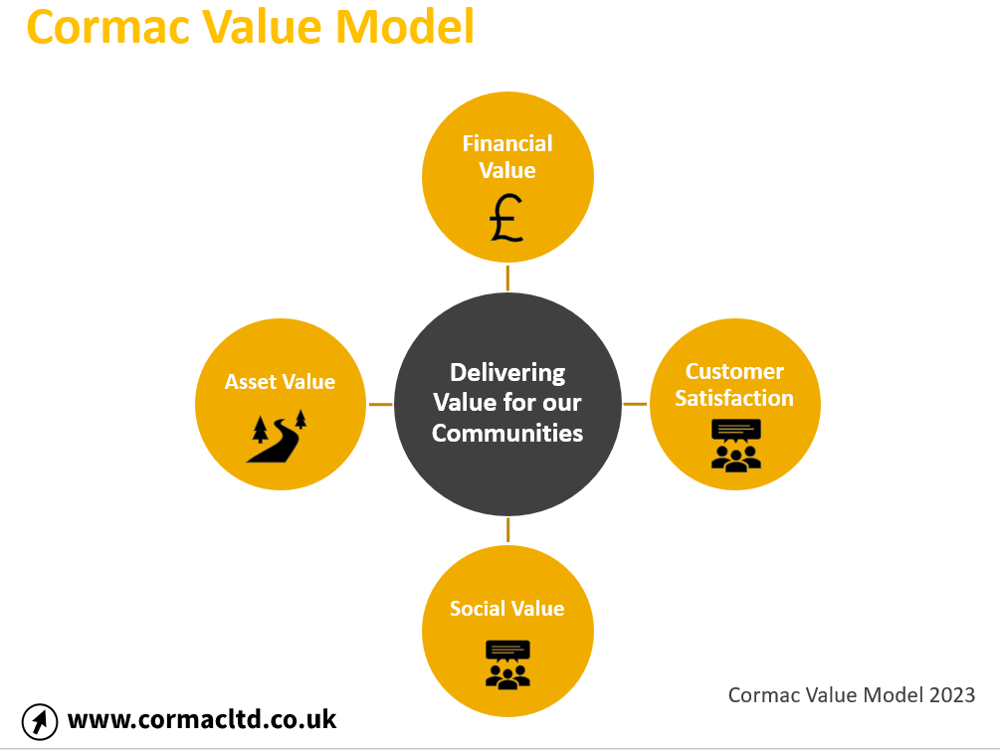 Cormac Value Model
Financial
Value
£
Asset Value
Delivering
Value for our
Communities
Customer
Satisfaction
Social Value
Cormac Value Model 2023
www.cormacltd.co.uk